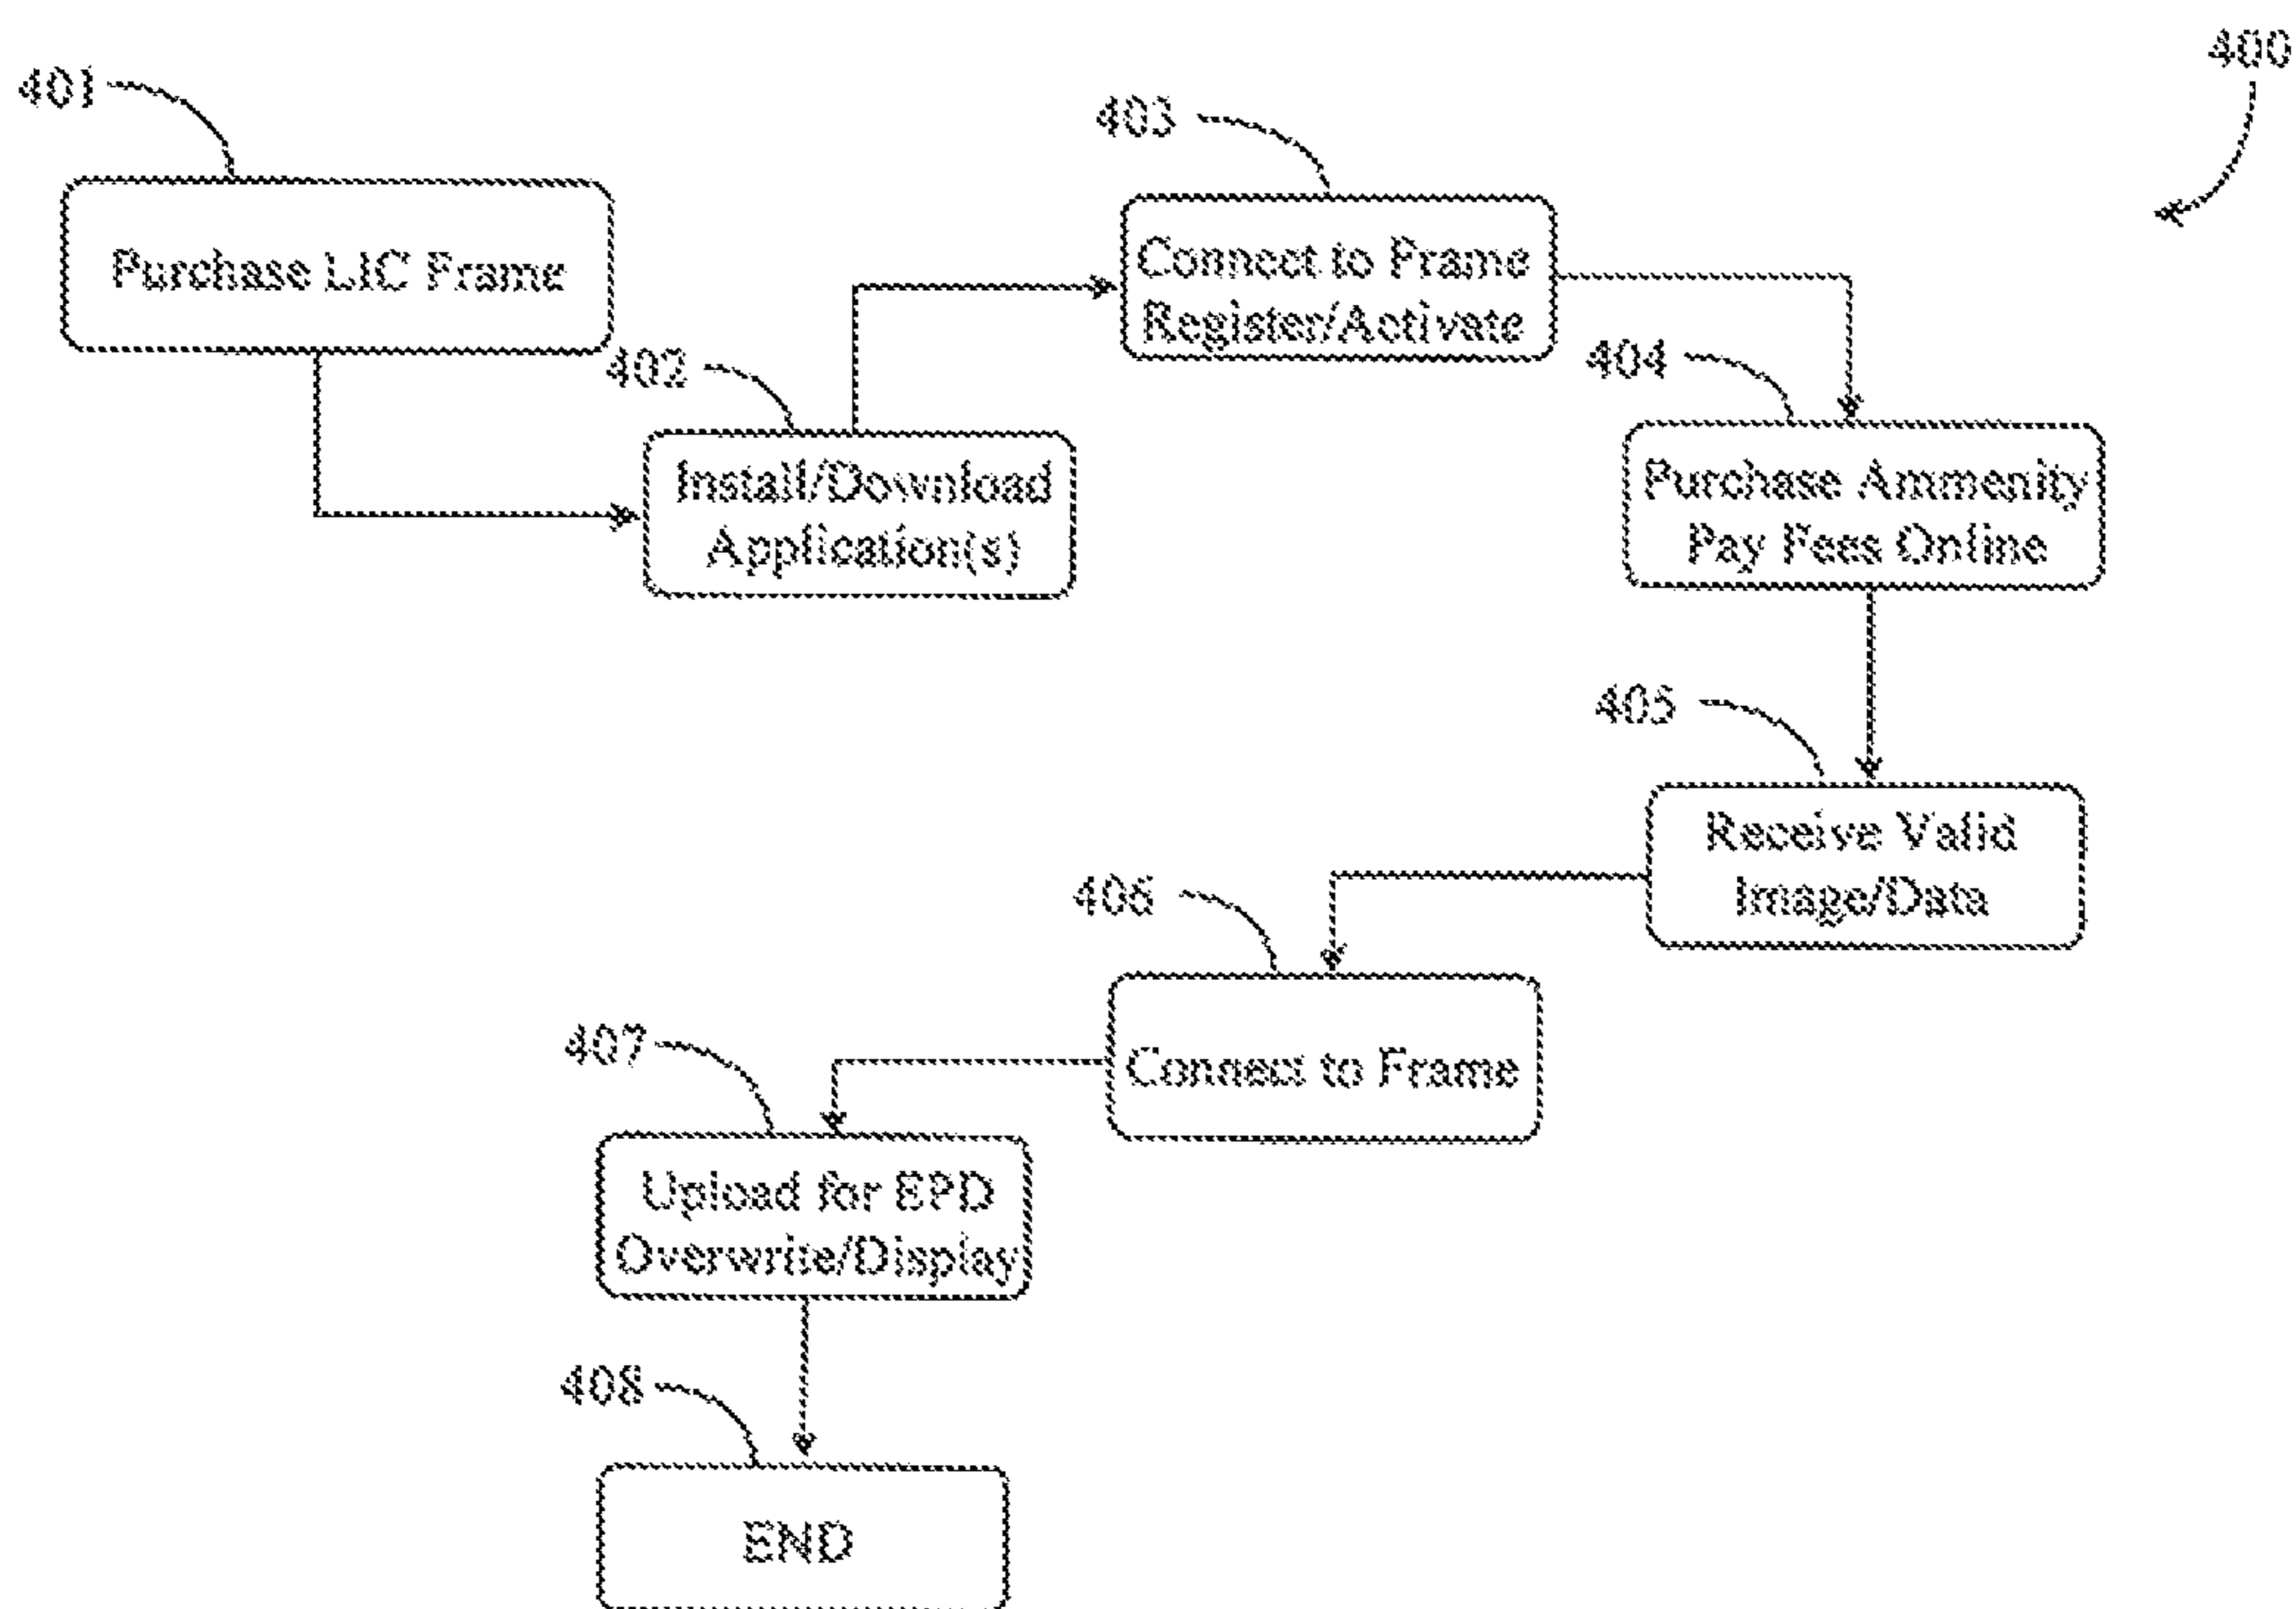 400
401
Purchase LIC Frame
402
Install/Download
Application(s)
403
Connect to Frame
Register/Activate
404
Purchase Ammenity
Pay Fees Online
405
Receive Valid
Image/Data
406
Connect to Frame
407
Upload for EPD
Overwrite/Display
408
END